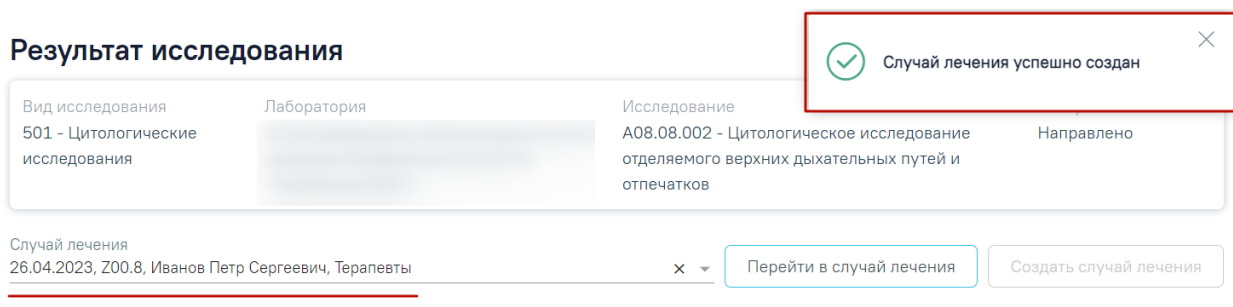 Результат исследования
Случай лечения успешно создан
Вид исследования
501 - Цитологические
исследования
Лаборатория
Исследование
A08.08.002 - Цитологическое исследование
отделяемого верхних дыхательных путей и
отпечатков
Направлено
Случай лечения
26.04.2023, Z00.8, Иванов Петр Сергеевич, Терапевты
Перейти в случай лечения
Создать случай лечения